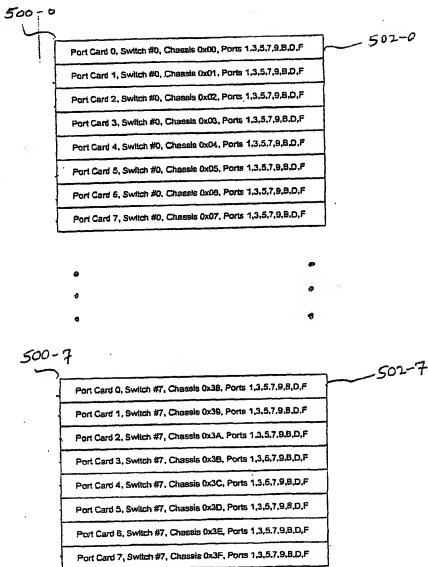 500-0
502-0
Port Card 0, Switch #0, Chassis 0x00, Ports 1,3,5,7,9,B,D,F
Port Card 1, Switch #0, Chassis 0x01, Ports 1,3,5,7,9,B,D,F
Port Card 2, Switch #0, Chassis 0x02, Ports 1,3,5,7,9,B,D,F
Port Card 3, Switch #0, Chassis 0x03, Ports 1,3,5,7,9,B,D,F
Port Card 4, Switch #0, Chassis 0x04, Ports 1,3,5,7,9,B,D,F
Port Card 5, Switch #0, Chassis 0x05, Ports 1,3,5,7,9,B,D,F
Port Card 6, Switch #0, Chassis 0x06, Ports 1,3,5,7,9,B,D,F
Port Card 7, Switch #0, Chassis 0x07, Ports 1,3,5,7,9,B,D,F
500-7
502-7
Port Card 0, Switch #7, Chassis 0x38, Ports 1,3,5,7,9,B,D,F
Port Card 1, Switch #7, Chassis 0x39, Ports 1,3,5,7,9,B,D,F
Port Card 2, Switch #7, Chassis 0x3A, Ports 1,3,5,7,9,B,D,F
Port Card 3, Switch #7, Chassis 0x3B, Ports 1,3,5,7,9,B,D,F
Port Card 4, Switch #7, Chassis 0x3C, Ports 1,3,5,7,9,B,D,F
Port Card 5, Switch #7, Chassis 0x3D, Ports 1,3,5,7,9,B,D,F
Port Card 6, Switch #7, Chassis 0x3E, Ports 1,3,5,7,9,B,D,F
Port Card 7, Switch #7, Chassis 0x3F, Ports 1,3,5,7,9,B,D,F